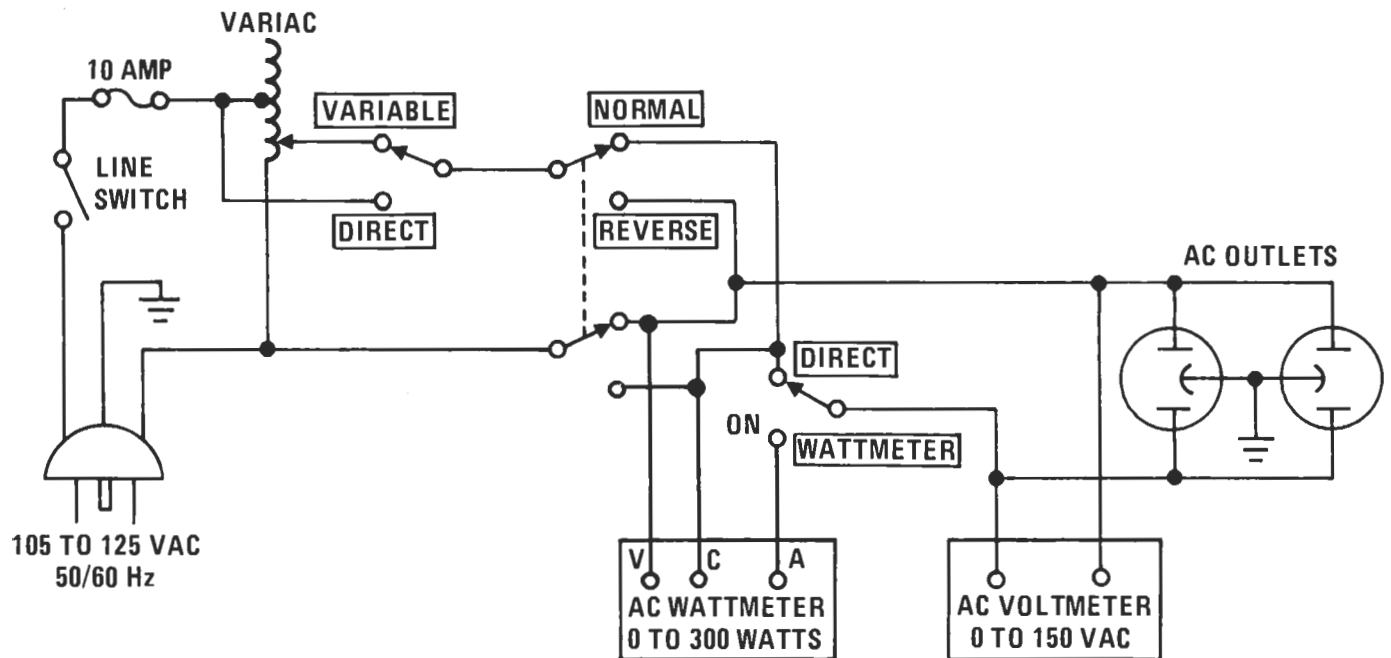 VARIAC
10 AMP
VARIABLE
NORMAL
LINE
SWITCH
DIRECT
REVERSE
AC OUTLETS
DIRECT
ON
WATTMETER
105 TO 125 VAC
50/60 Hz
V C A
AC WATTMETER
0 TO 300 WATTS
AC VOLTMETER
0 TO 150 VAC